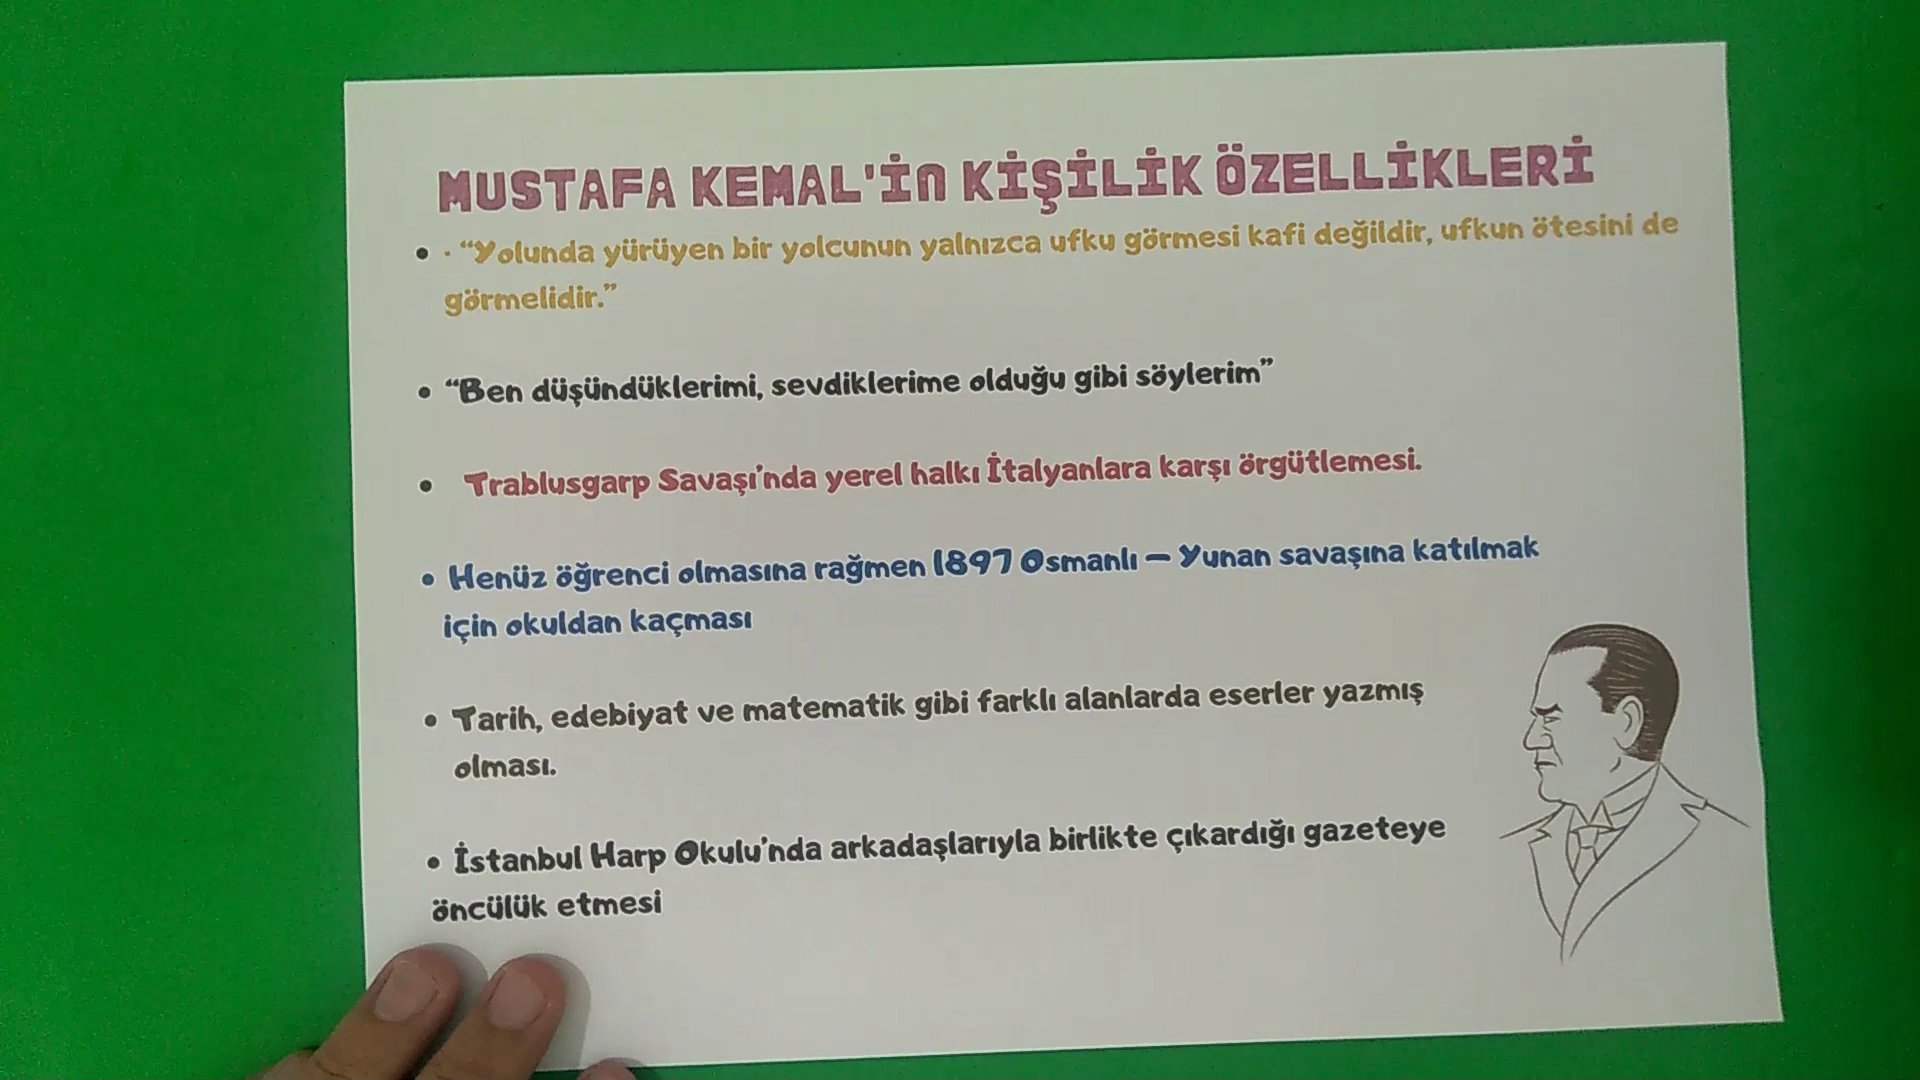 MUSTAFA KEMAL'İn KİŞİLİK ÖZELLİKLERİ
• · “Yolunda yürüyen bir yolcunun yalnızca ufku görmesi kafi değildir, ufkun ötesini de
görmelidir.”
• “Ben düşündüklerimi, sevdiklerime olduğu gibi söylerim”
• Trablusgarp Savaşı’nda yerel halkı İtalyanlara karşı örgütlemesi.
• Henüz öğrenci olmasına rağmen 1897 Osmanlı – Yunan savaşına katılmak
için okuldan kaçması
• Tarih, edebiyat ve matematik gibi farklı alanlarda eserler yazmış
olması.
• İstanbul Harp Okulu’nda arkadaşlarıyla birlikte çıkardığı gazeteye
öncülük etmesi